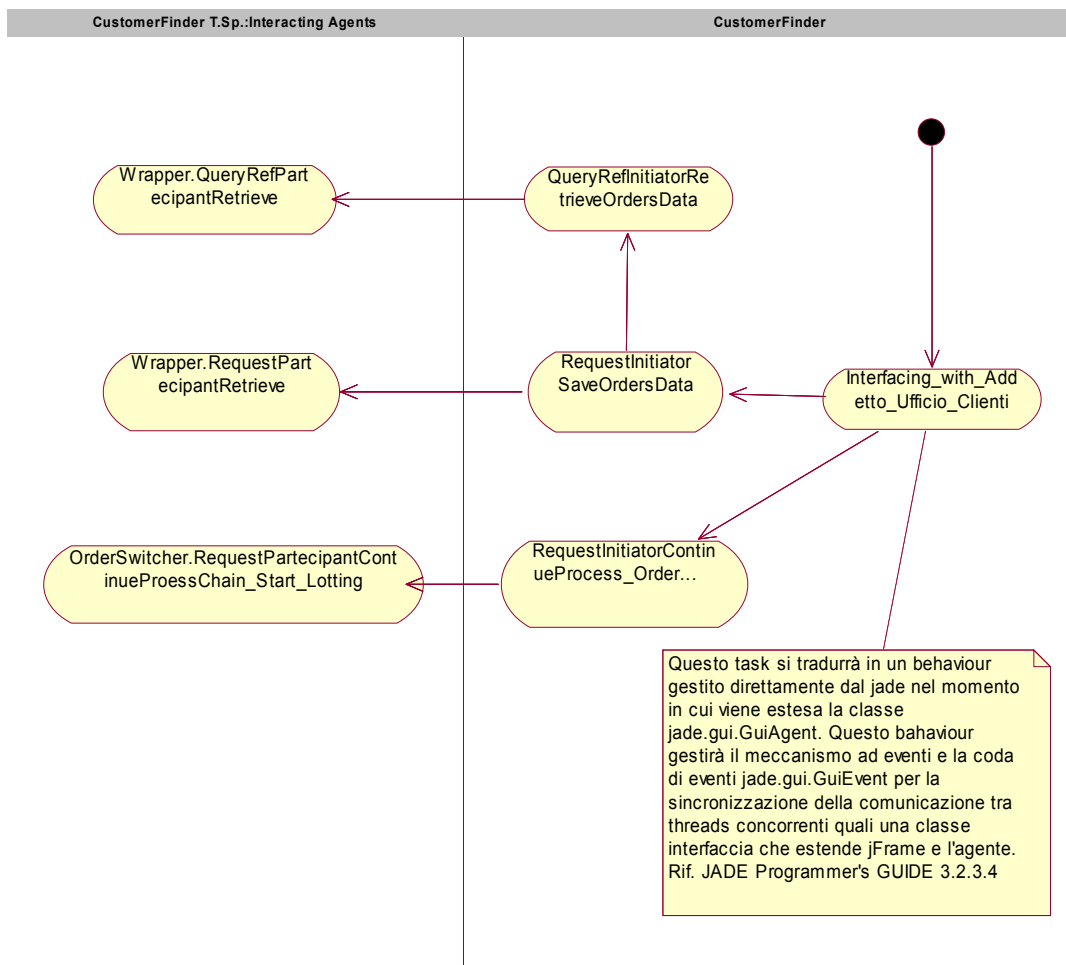 CustomerFinder T.Sp.:Interacting Agents
CustomerFinder
Wrapper.QueryRefPart
ecipantRetrieve
QueryRefInitiatorRe
trieveOrdersData
Wrapper.RequestPart
ecipantRetrieve
RequestInitiator
SaveOrdersData
Interfacing_with_Add
etto_Ufficio_Clienti
OrderSwitcher.RequestPartecipantCont
inueProessChain_Start_Lotting
RequestInitiatorContin
ueProcess_Order...
Questo task si tradurrà in un behaviour
gestito direttamente dal jade nel momento
in cui viene estesa la classe
jade.gui.GuiAgent. Questo bahaviour
gestirà il meccanismo ad eventi e la coda
di eventi jade.gui.GuiEvent per la
sincronizzazione della comunicazione tra
threads concorrenti quali una classe
interfaccia che estende jFrame e l'agente.
Rif. JADE Programmer's GUIDE 3.2.3.4